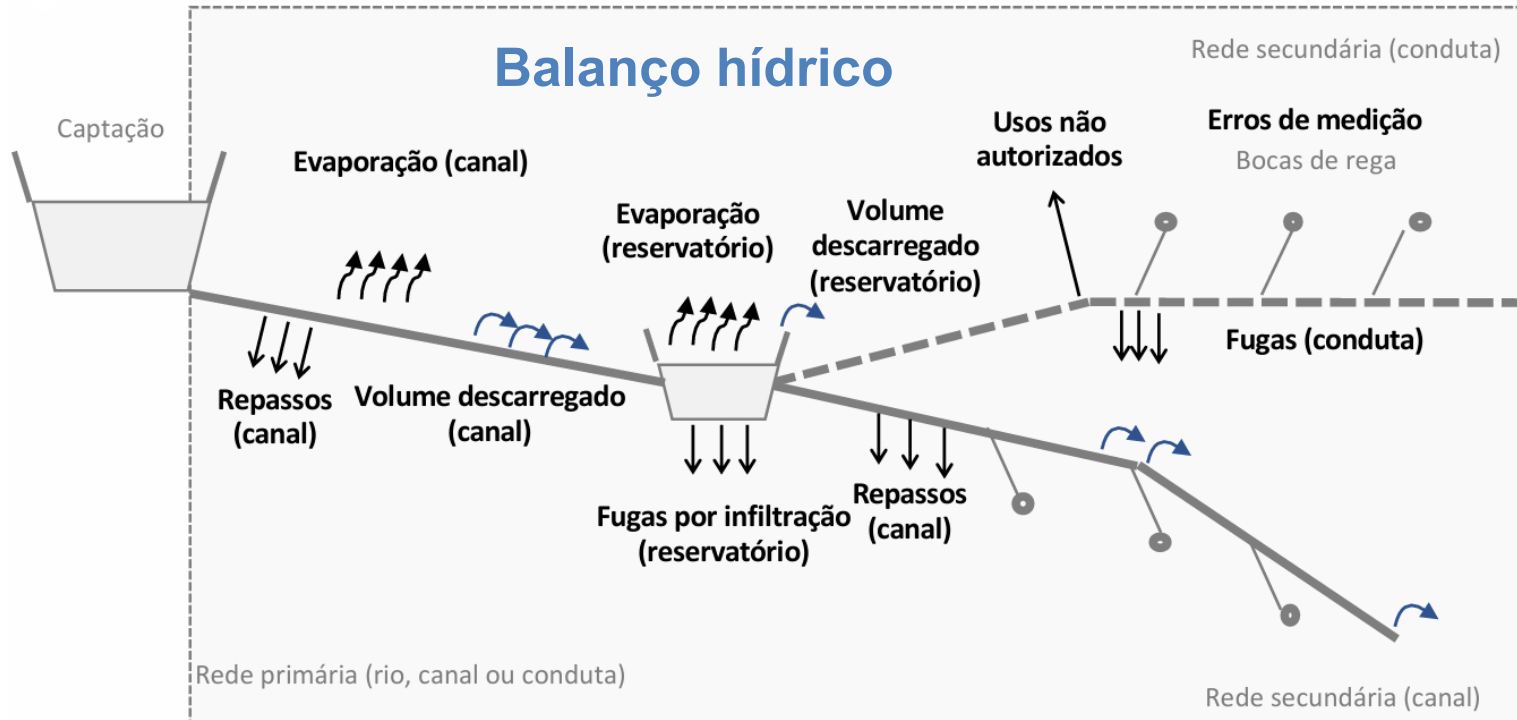 Balanço hídrico
Rede secundária (conduta)
Captação
Evaporação (canal)
Usos não
autorizados
Erros de medição
Bocas de rega
Evaporação
(reservatório)
Volume
descarregado
(reservatório)
Fugas (conduta)
Repassos
(canal)
Volume descarregado
(canal)
Fugas por infiltração
(reservatório)
Repassos
(canal)
Rede primária (rio, canal ou conduta)
Rede secundária (canal)